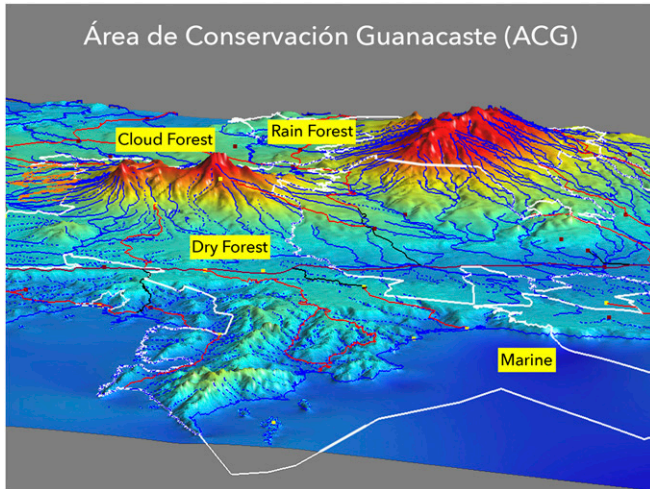 Área de Conservación Guanacaste (ACG)
Cloud Forest
Rain Forest
Dry Forest
Marine